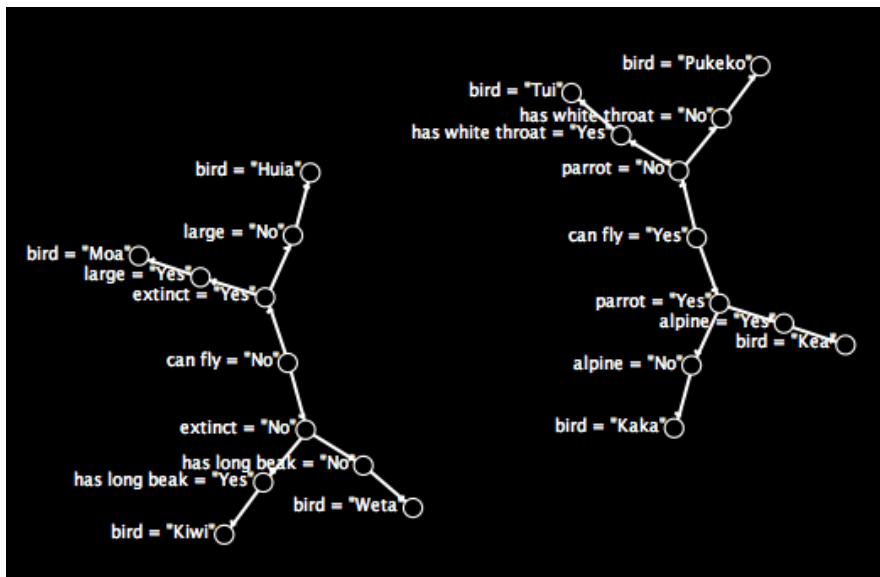 bird = "Pukeko"
bird = "Tui"
has white throat = "No"
has white throat = "Yes"
parrot = "No"
bird = "Huia"
large = "No"
can fly = "Yes"
bird = "Moa"
large = "Yes"
extinct = "Yes"
parrot = "Yes"
alpine = "Yes"
bird = "Kea"
can fly = "No"
alpine = "No"
extinct = "No"
bird = "Kaka"
has long beak = "No"
has long beak = "Yes"
bird = "Weta"
bird = "Kiwi"